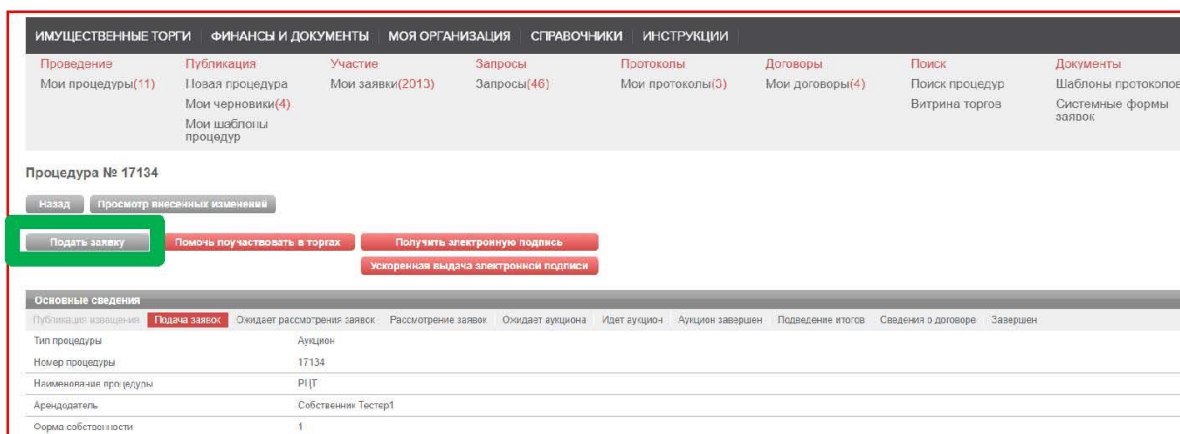 ИМУЩЕСТВЕННЫЕ ТОРГИ ФИНАНСЫ И ДОКУМЕНТЫ МОЯ ОРГАНИЗАЦИЯ СПРАВОЧНИКИ ИНСТРУКЦИИ
Проведение Публикация Участие Запросы Протоколы Договоры Поиск Документы
Мои процедуры(11) Новая процедура Мои заявки(2013) Запросы(46) Мои протоколы(3) Мои договоры(4) Поиск процедур Шаблоны протоколов
Мои черновики(4) Витрина торгов Системные формы
Мои шаблоны заявок
процедур
Процедура № 17134
Назад Просмотр внесенных изменений
Подать заявку Помочь поучаствовать в торгах Получить электронную подпись
Ускоренная выдача электронной подписи
Основные сведения
Публикация извещения Подача заявок Ожидает рассмотрения заявок Рассмотрение заявок Ожидает аукциона Идет аукцион Аукцион завершен Подведение итогов Сведения о договоре Завершен
Тип процедуры Аукцион
Номер процедуры 17134
Наименование процедуры РЦТ
Арендодатель Собственник Тестер1
Форма собственности 1